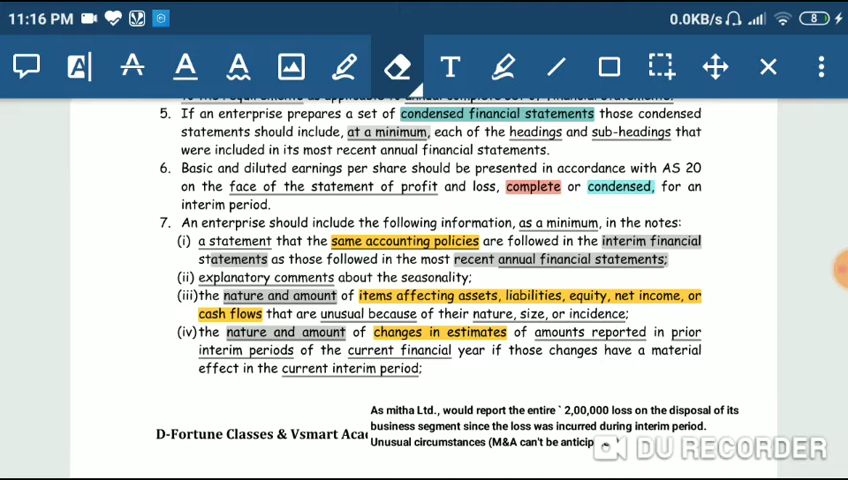 11:16 PM 0.0KB/s 8
A T
5. If an enterprise prepares a set of condensed financial statements those condensed
statements should include, at a minimum, each of the headings and sub-headings that
were included in its most recent annual financial statements.
6. Basic and diluted earnings per share should be presented in accordance with AS 20
on the face of the statement of profit and loss, complete or condensed, for an
interim period.
7. An enterprise should include the following information, as a minimum, in the notes:
(i) a statement that the same accounting policies are followed in the interim financial
statements as those followed in the most recent annual financial statements;
(ii) explanatory comments about the seasonality;
(iii)the nature and amount of items affecting assets, liabilities, equity, net income, or
cash flows that are unusual because of their nature, size, or incidence;
(iv)the nature and amount of changes in estimates of amounts reported in prior
interim periods of the current financial year if those changes have a material
effect in the current interim period;
As mitha Ltd., would report the entire ` 2,00,000 loss on the disposal of its
business segment since the loss was incurred during interim period.
Unusual circumstances (M&A can't be
D-Fortune Classes & Vsmart
DU RECORDER